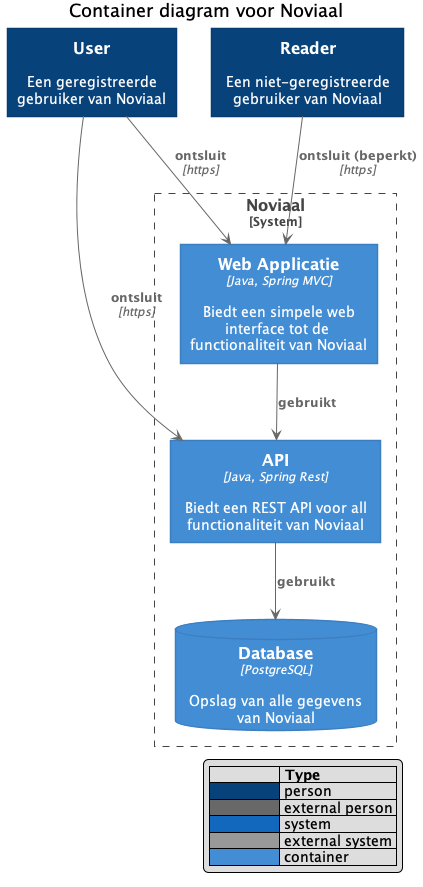 Container diagram voor Noviaal
User
Een geregistreerde
gebruiker van Noviaal
Reader
Een niet-geregistreerde
gebruiker van Noviaal
ontsluit
[https]
ontsluit (beperkt)
[https]
Noviaal
[System]
Web Applicatie
[Java, Spring MVC]
Biedt een simpele web
interface tot de
functionaliteit van Noviaal
ontsluit
[https]
gebruikt
API
[Java, Spring Rest]
Biedt een REST API voor all
functionaliteit van Noviaal
gebruikt
Database
[PostgreSQL]
Opslag van alle gegevens
van Noviaal
Type
person
external person
system
external system
container